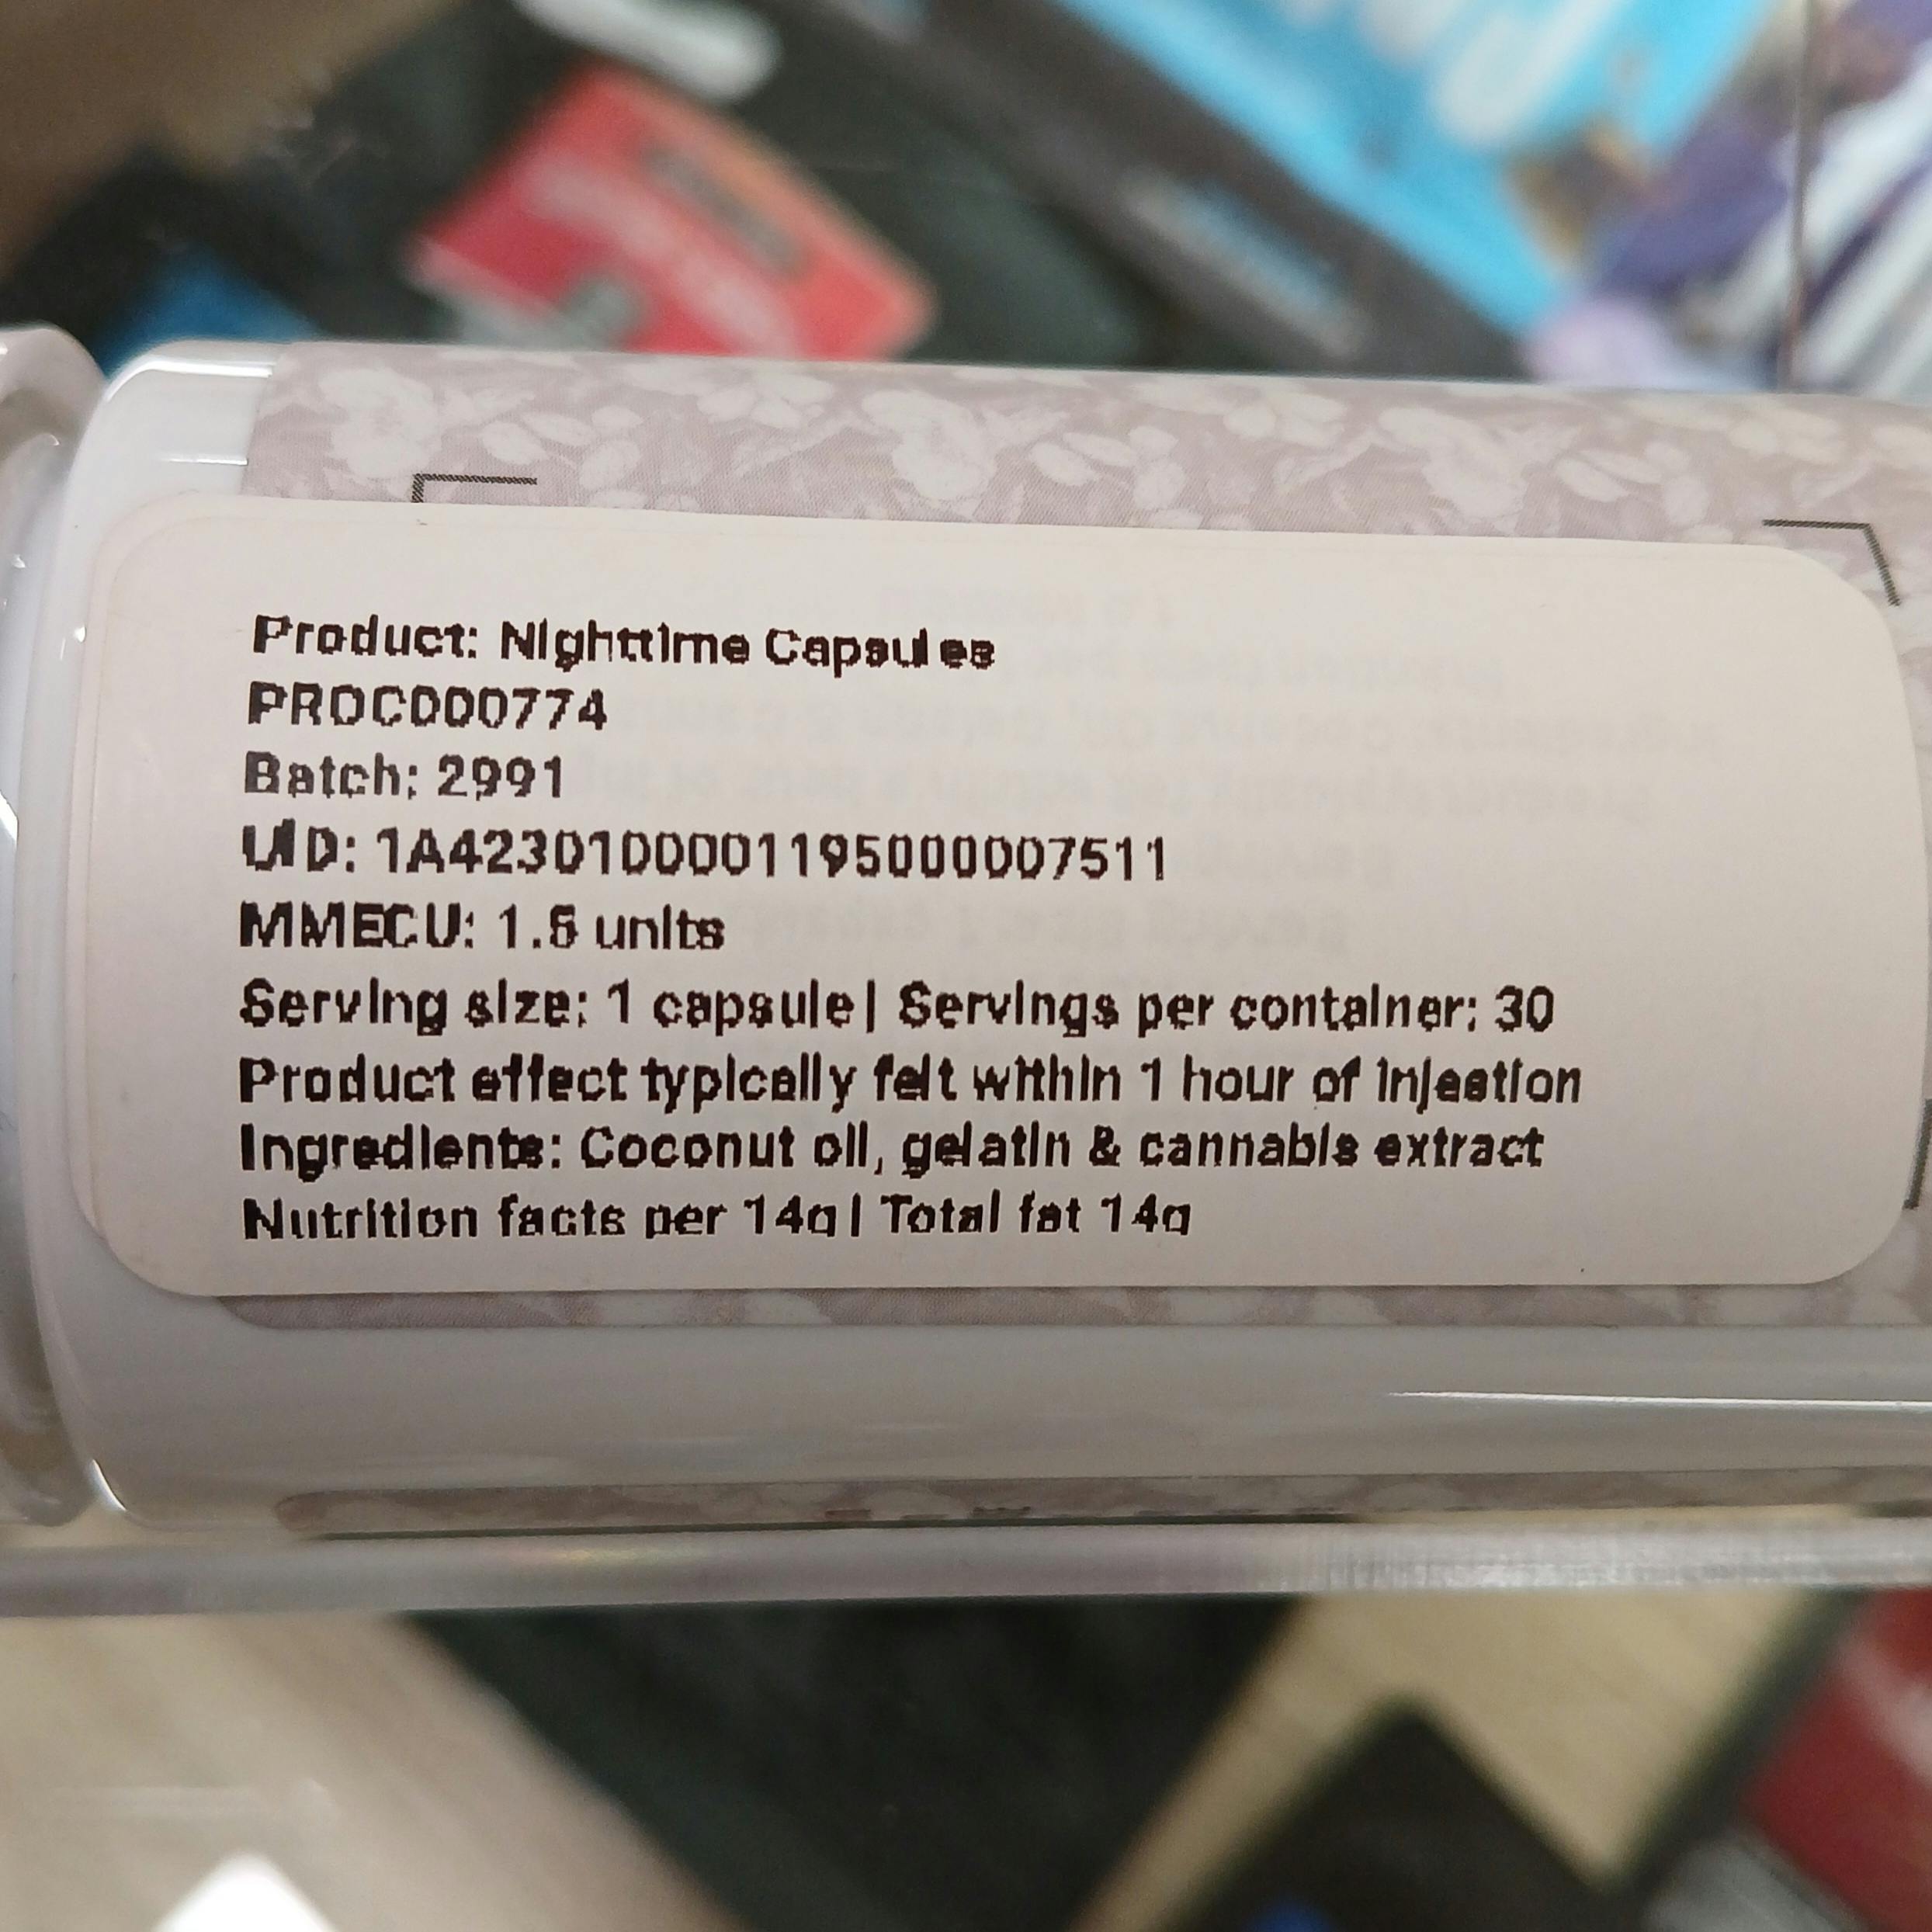 Product: Nighttime Capsules
PROC000774
Batch: 2991
UID: 1A4230100001195000007511
MMECU: 1.5 units
Serving size: 1 capsule| Servings per container: 30
Product effect typically felt within 1 hour of injestion
Ingredients: Coconut oil, gelatin & cannabis extract
Nutrition facts per 14g| Total fat 14g